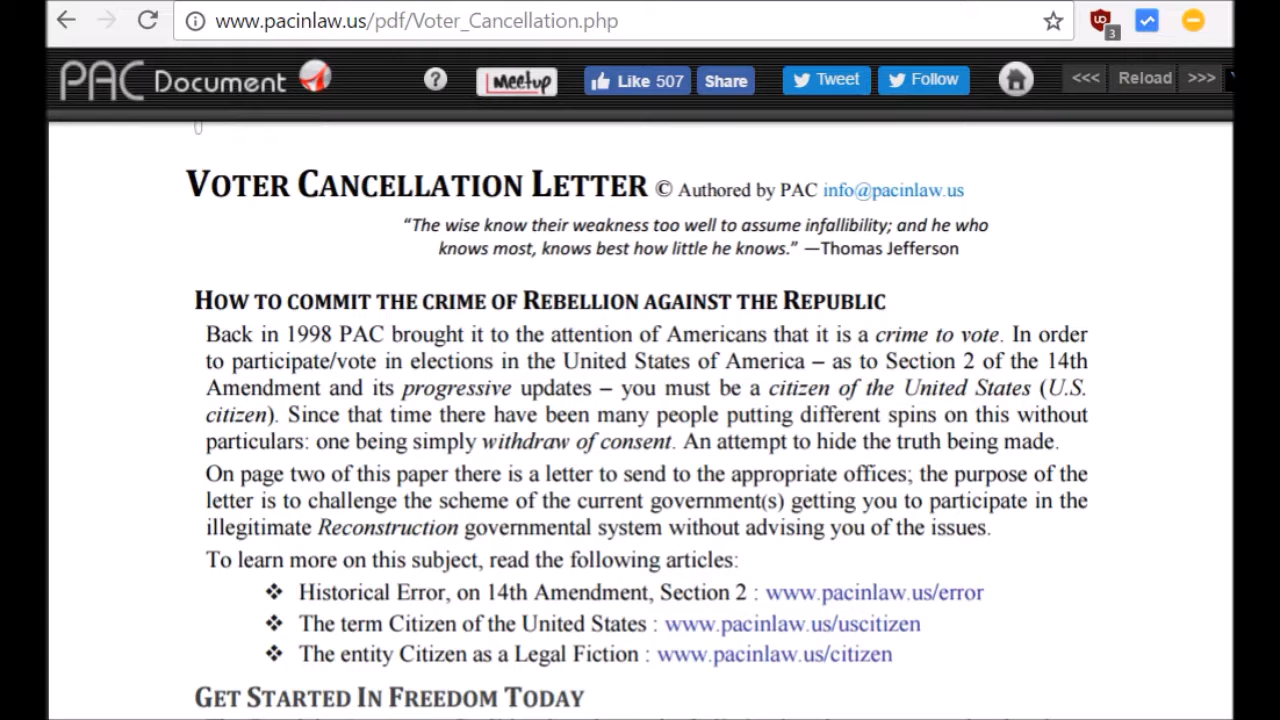 www.pacinlaw.us/pdf/Voter_Cancellation.php
3
PAC Document ? Meetup Like 507 Share Tweet Follow <<< Reload >>>
VOTER CANCELLATION LETTER © Authored by PAC info@pacinlaw.us
“The wise know their weakness too well to assume infallibility; and he who
knows most, knows best how little he knows.” —Thomas Jefferson
HOW TO COMMIT THE CRIME OF REBELLION AGAINST THE REPUBLIC
Back in 1998 PAC brought it to the attention of Americans that it is a crime to vote. In order
to participate/vote in elections in the United States of America – as to Section 2 of the 14th
Amendment and its progressive updates – you must be a citizen of the United States (U.S.
citizen). Since that time there have been many people putting different spins on this without
particulars: one being simply withdraw of consent. An attempt to hide the truth being made.
On page two of this paper there is a letter to send to the appropriate offices; the purpose of the
letter is to challenge the scheme of the current government(s) getting you to participate in the
illegitimate Reconstruction governmental system without advising you of the issues.
To learn more on this subject, read the following articles:
❖ Historical Error, on 14th Amendment, Section 2 : www.pacinlaw.us/error
❖ The term Citizen of the United States : www.pacinlaw.us/uscitizen
❖ The entity Citizen as a Legal Fiction : www.pacinlaw.us/citizen
GET STARTED IN FREEDOM TODAY